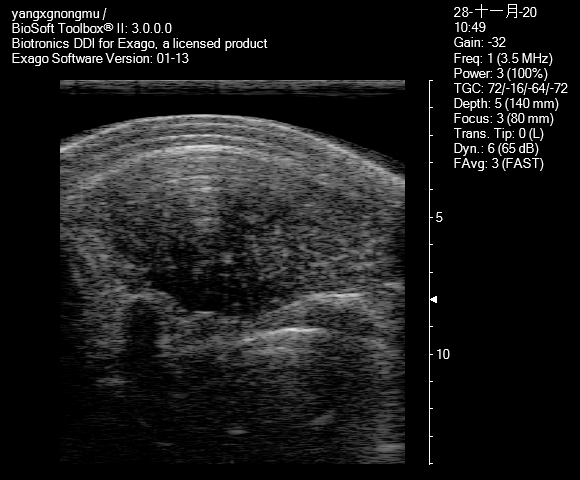 yangxgnongmu /
BioSoft Toolbox® II: 3.0.0.0
Biotronics DDI for Exago, a licensed product
Exago Software Version: 01-13
28-十一月-20
10:49
Gain: -32
Freq: 1 (3.5 MHz)
Power: 3 (100%)
TGC: 72/-16/-64/-72
Depth: 5 (140 mm)
Focus: 3 (80 mm)
Trans. Tip: 0 (L)
Dyn.: 6 (65 dB)
FAvg: 3 (FAST)
5
10